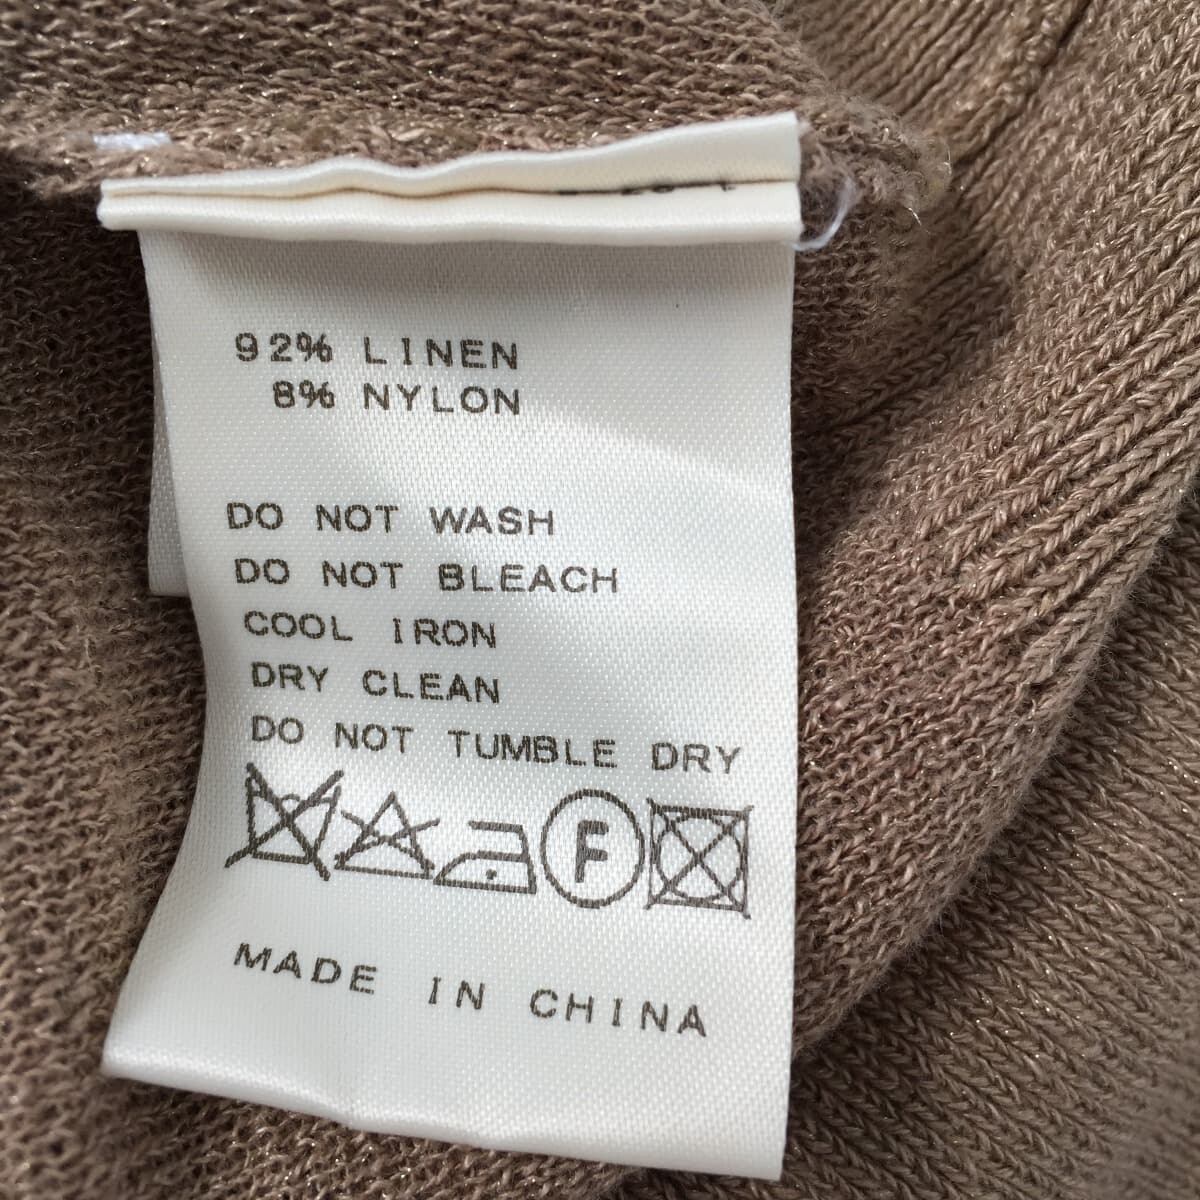 92% LINEN
8% NYLON
DO NOT WASH
DO NOT BLEACH
COOL IRON
DRY CLEAN
DO NOT TUMBLE DRY
F
MADE IN CHINA